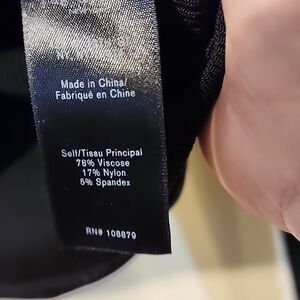 Made in China/
Fabriqué en Chine
Self/Tissu Principal
78% Viscose
17% Nylon
5% Spandex
RN# 108879